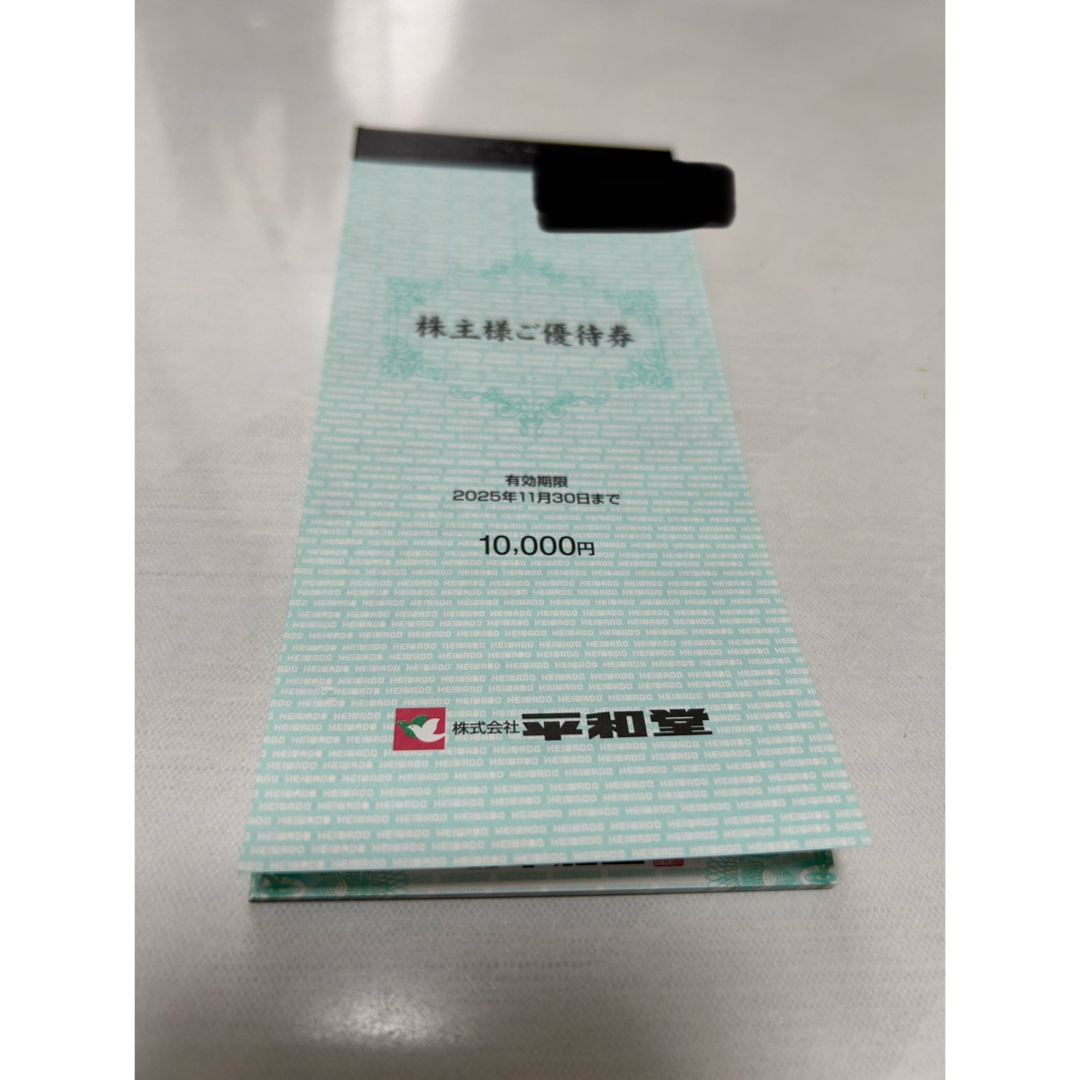 株主様ご優待券
有効期限
2025年11月30日まで
10,000円
株式会社 平和堂
HEIWADO